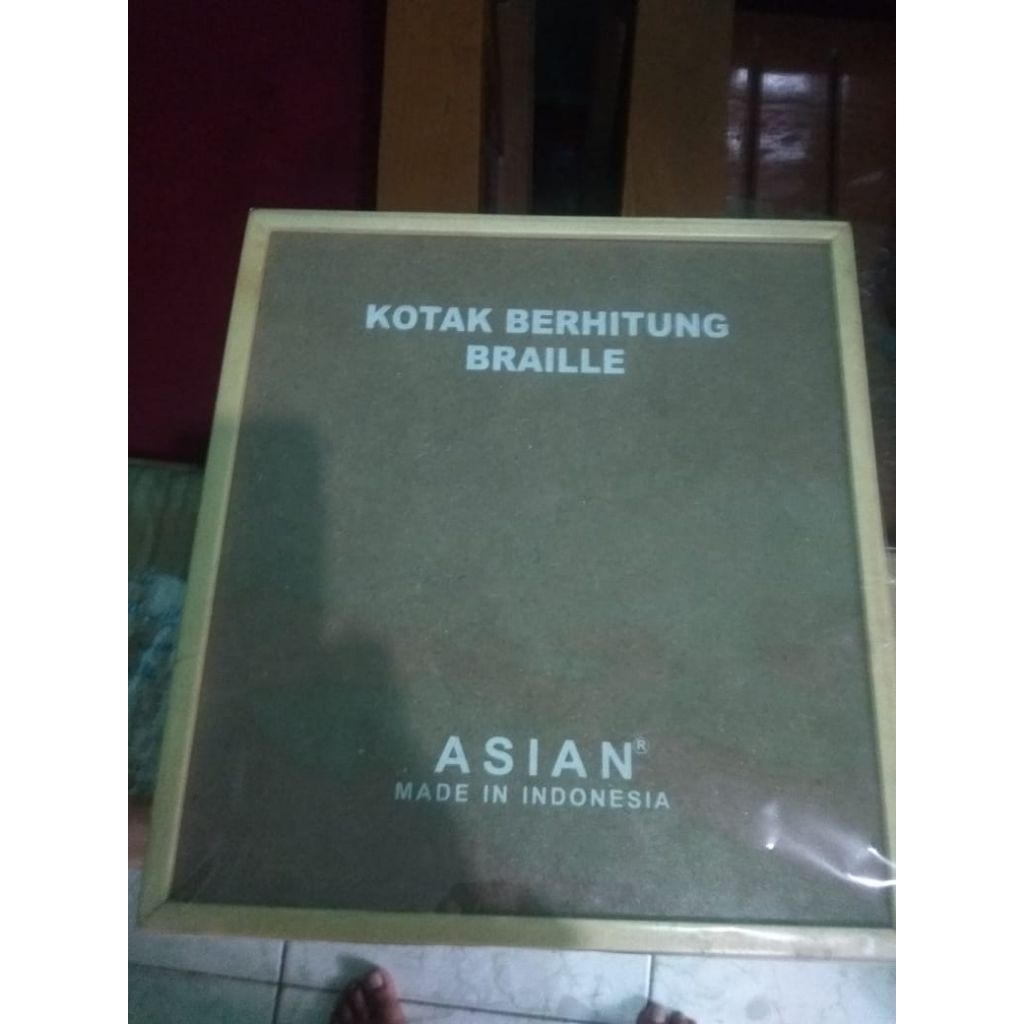 KOTAK BERHITUNG
BRAILLE
ASIAN®
MADE IN INDONESIA